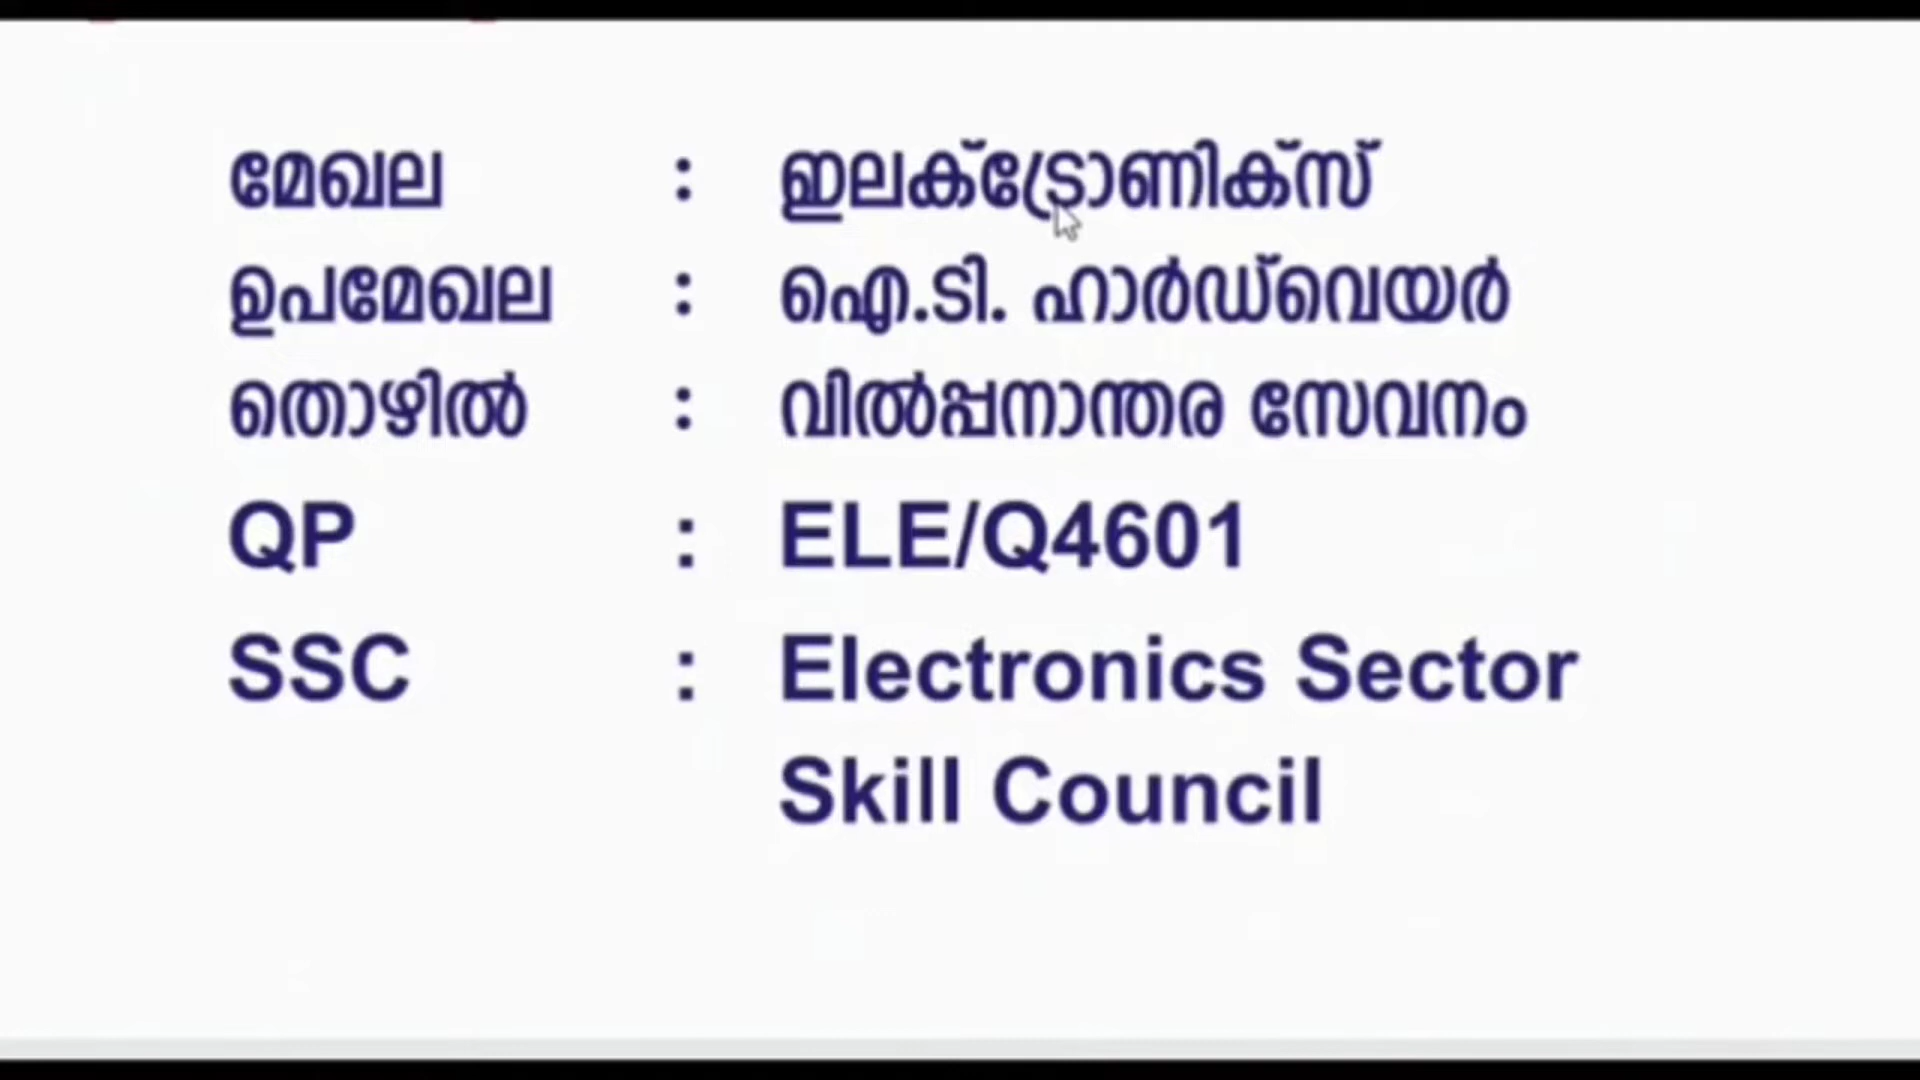 മേഖല : ഇലക്ട്രോണിക്സ്
ഉപമേഖല : ഐ.ടി. ഹാർഡ്‌വെയർ
തൊഴിൽ : വിൽപ്പനാന്തര സേവനം
QP : ELE/Q4601
SSC : Electronics Sector
Skill Council